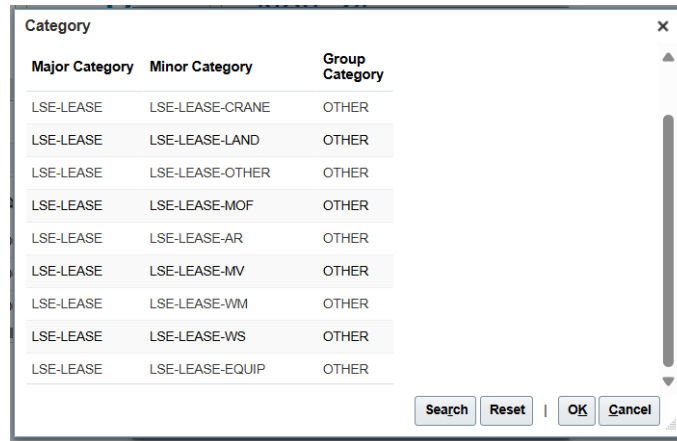 Category
Major Category Minor Category Group Category
LSE-LEASE LSE-LEASE-CRANE OTHER
LSE-LEASE LSE-LEASE-LAND OTHER
LSE-LEASE LSE-LEASE-OTHER OTHER
LSE-LEASE LSE-LEASE-MOF OTHER
LSE-LEASE LSE-LEASE-AR OTHER
LSE-LEASE LSE-LEASE-MV OTHER
LSE-LEASE LSE-LEASE-WM OTHER
LSE-LEASE LSE-LEASE-WS OTHER
LSE-LEASE LSE-LEASE-EQUIP OTHER
Search Reset | OK Cancel